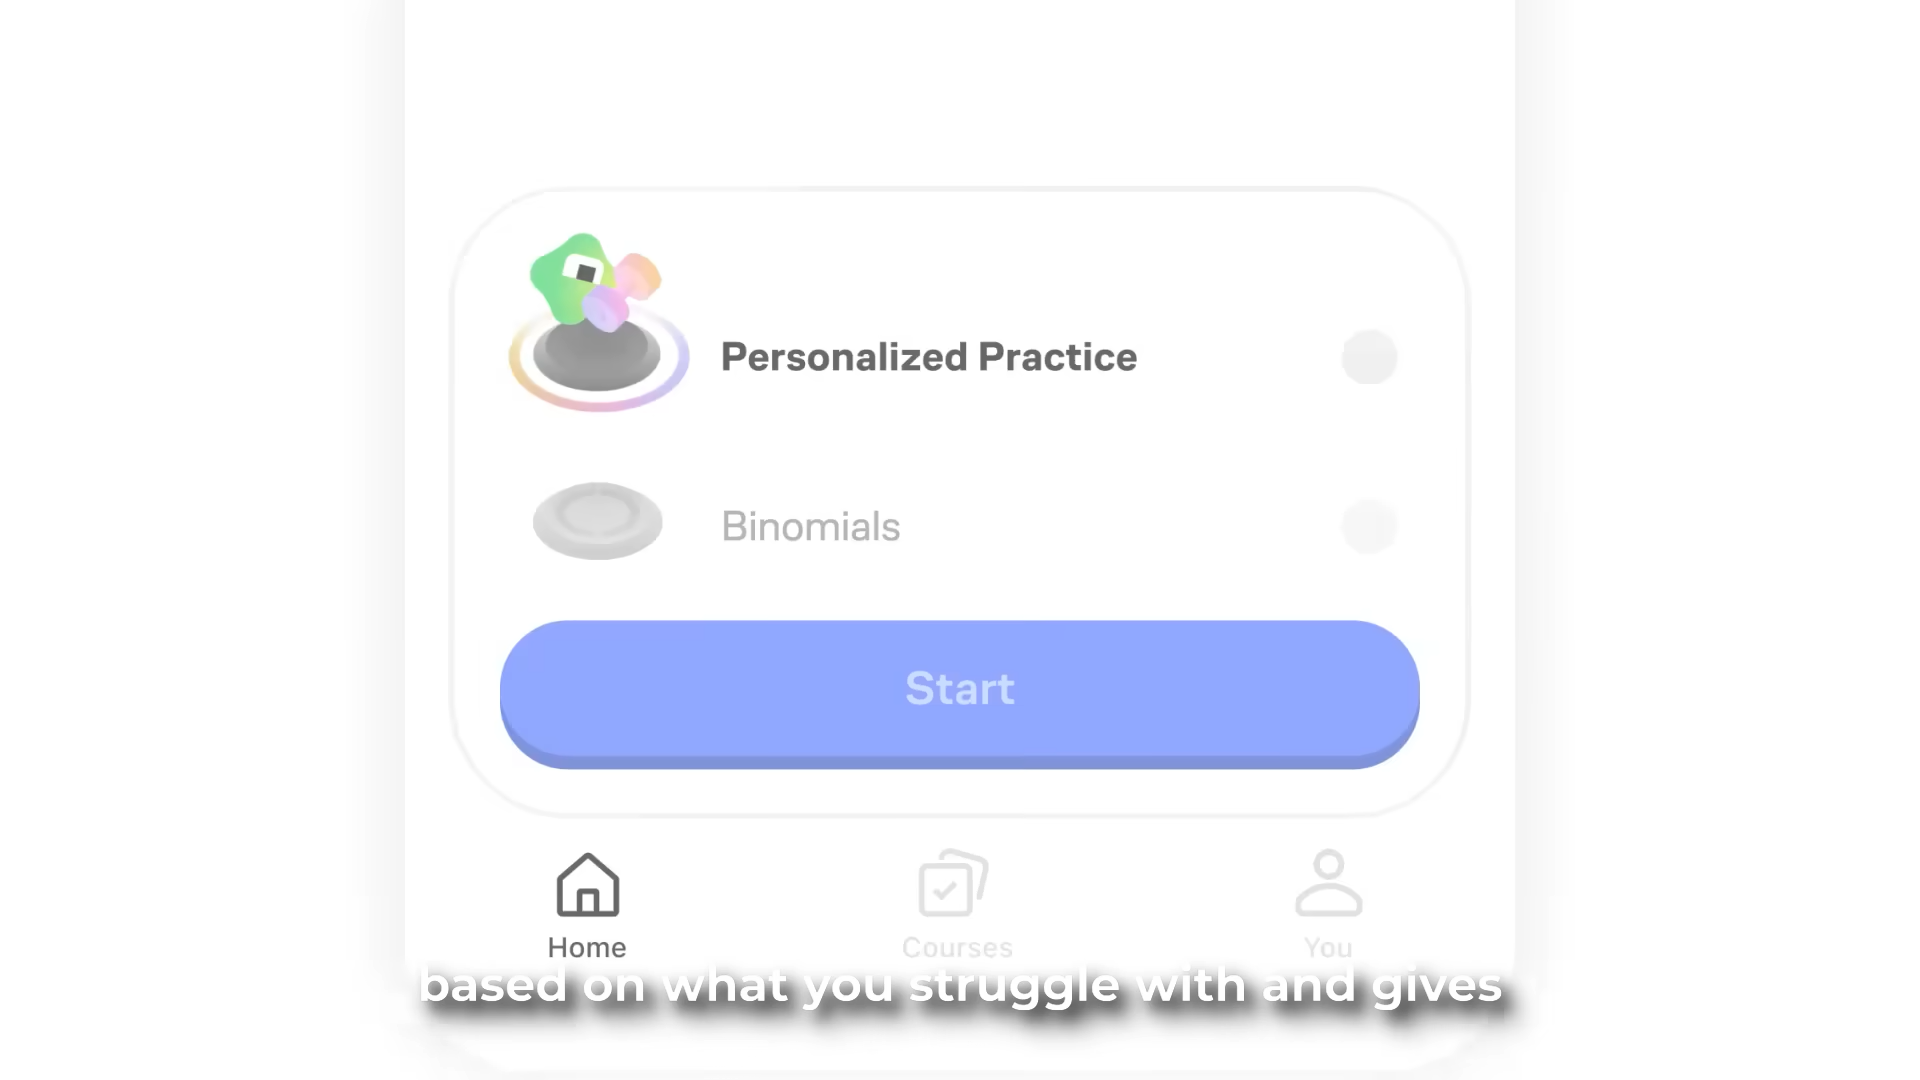 Personalized Practice
Binomials
Start
Home
Courses
You
based on what you struggle with and gives